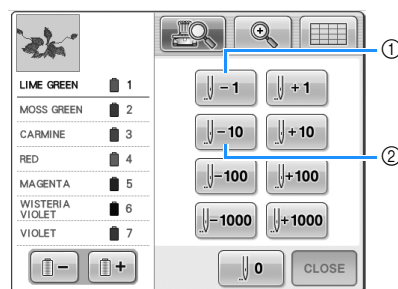 LIME GREEN 1
MOSS GREEN 2
CARMINE 3
RED 4
MAGENTA 5
WISTERIA
VIOLET 6
VIOLET 7
− +
−1 +1 ①
−10 +10 ②
−100 +100
−1000 +1000
0 CLOSE